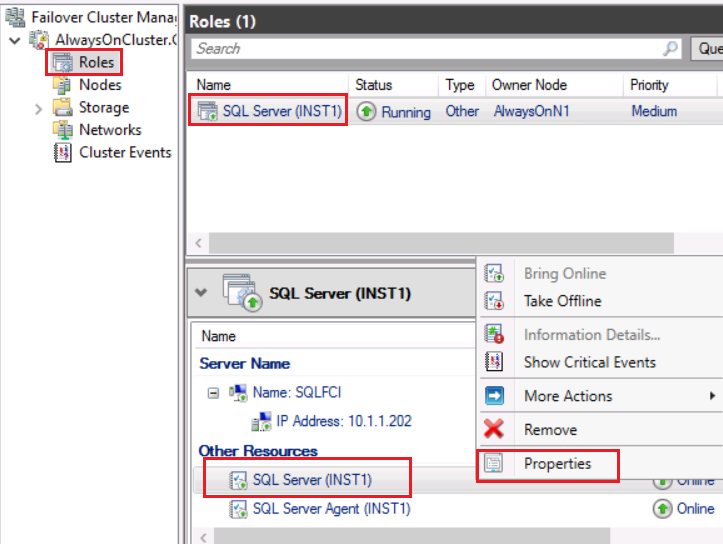 Failover Cluster Mana
AlwaysOnCluster.
Roles
Nodes
Storage
Networks
Cluster Events
Roles (1)
Search
Que
Name Status Type Owner Node Priority
SQL Server (INST1) Running Other AlwaysOnN1 Medium
SQL Server (INST1)
Name
Server Name
Name: SQLFCI
IP Address: 10.1.1.202
Other Resources
SQL Server (INST1) Online
SQL Server Agent (INST1) Online
Bring Online
Take Offline
Information Details...
Show Critical Events
More Actions
Remove
Properties